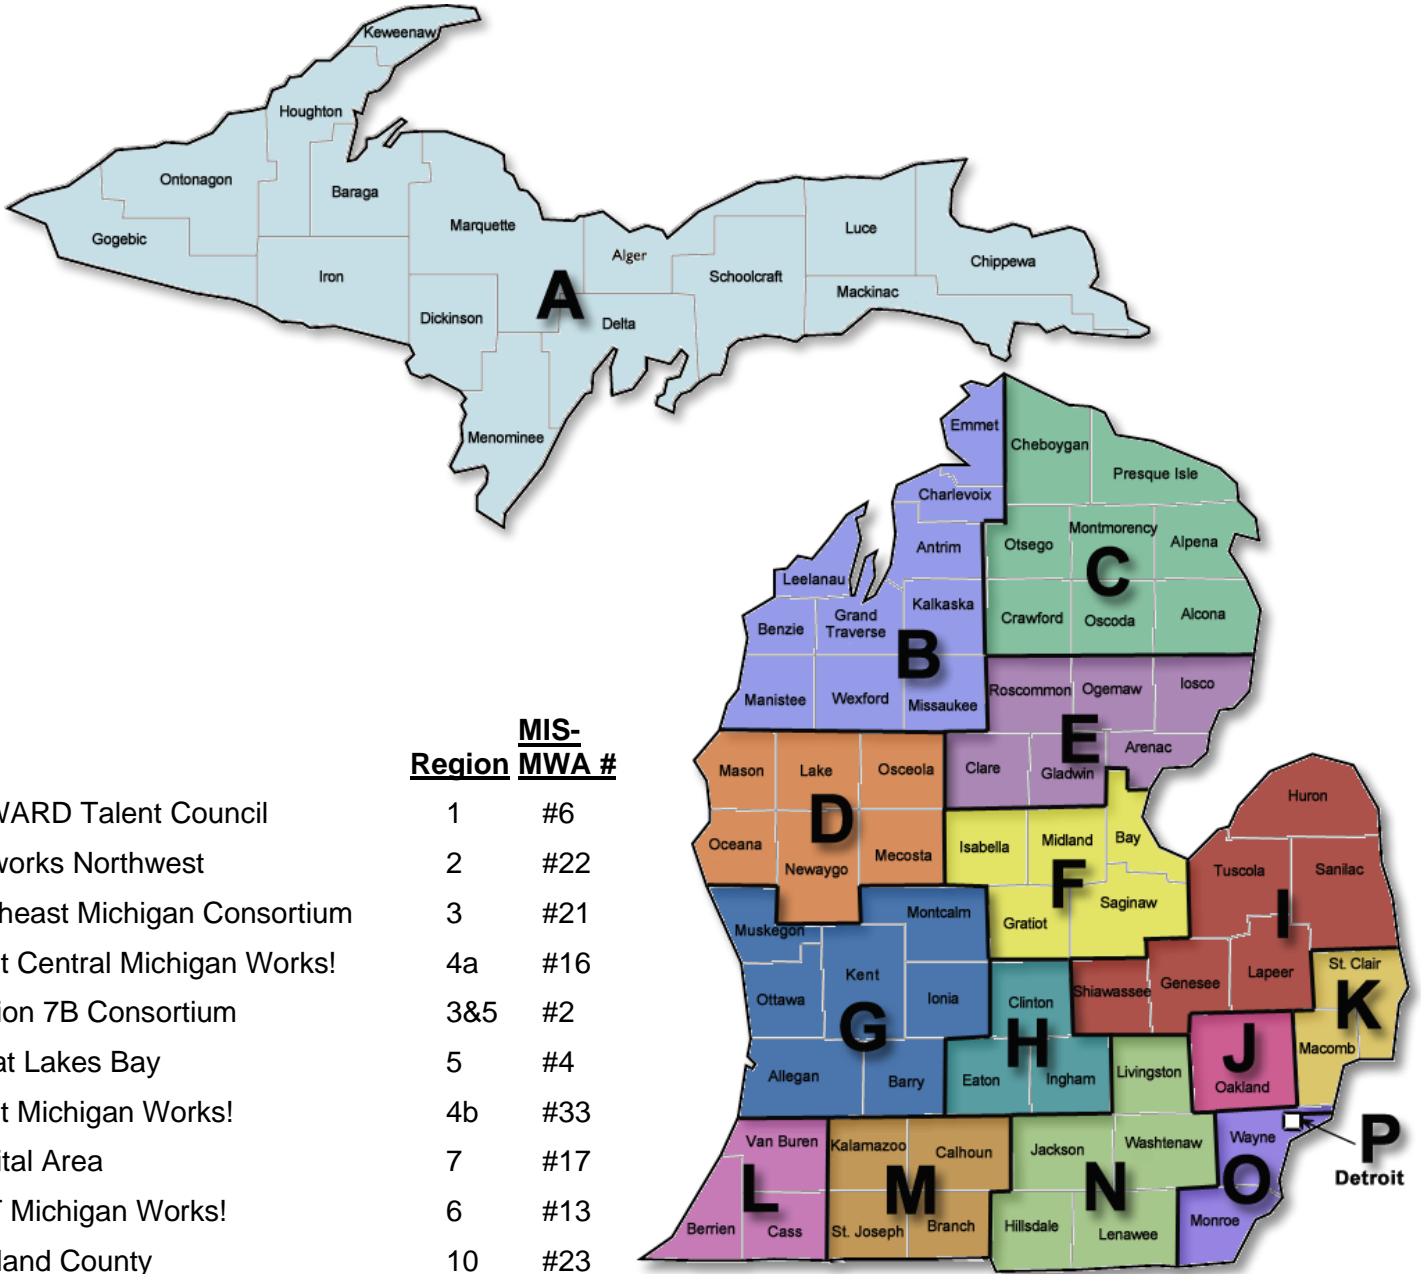 Keweenaw
Houghton
Ontonagon
Baraga
Gogebic
Marquette
Iron
Alger
Luce
Chippewa
Schoolcraft
Mackinac
Dickinson
A
Delta
Menominee
Emmet
Cheboygan
Presque Isle
Charlevoix
Antrim
Otsego
Montmorency
Alpena
C
Leelanau
Kalkaska
Grand
Traverse
Benzie
Crawford
Oscoda
Alcona
B
Manistee
Wexford
Missaukee
Roscommon
Ogemaw
Iosco
E
Clare
Gladwin
Arenac
Mason
Lake
Osceola
D
Oceana
Newaygo
Mecosta
Isabella
Midland
Bay
F
Gratiot
Saginaw
Huron
Tuscola
Sanilac
I
Shiawassee
Genesee
Lapeer
Muskegon
Montcalm
Kent
Ottawa
Ionia
G
Allegan
Barry
Clinton
H
Eaton
Ingham
Livingston
J
Oakland
St. Clair
K
Macomb
Van Buren
L
Berrien
Cass
Kalamazoo
Calhoun
M
St. Joseph
Branch
Jackson
Washtenaw
N
Hillsdale
Lenawee
Wayne
O
Monroe
P
Detroit
MIS-
Region MWA #
WARD Talent Council 1 #6
works Northwest 2 #22
heast Michigan Consortium 3 #21
t Central Michigan Works! 4a #16
ion 7B Consortium 3&5 #2
at Lakes Bay 5 #4
t Michigan Works! 4b #33
ital Area 7 #17
T Michigan Works! 6 #13
land County 10 #23